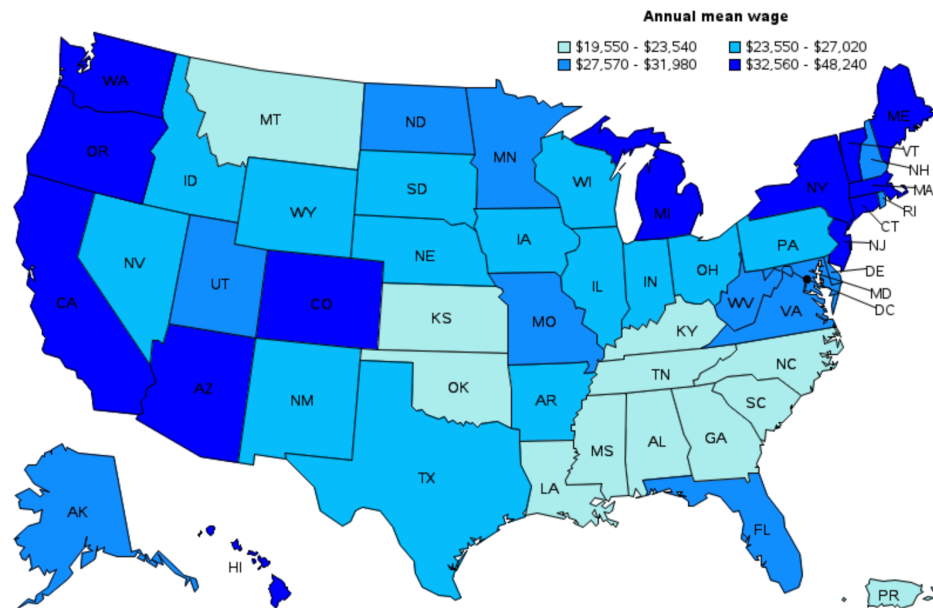 Annual mean wage
$19,550 - $23,540 $23,550 - $27,020
$27,570 - $31,980 $32,560 - $48,240
WA
ME
MT
ND
MN
VT
OR
NH
ID
SD
WI
NY
MA
WY
MI
RI
CT
IA
PA
NJ
NE
NV
OH
DE
UT
IL
IN
MD
CA
CO
WV
VA
DC
KS
MO
KY
AZ
OK
TN
NC
NM
AR
SC
MS
AL
GA
TX
LA
AK
FL
HI
PR